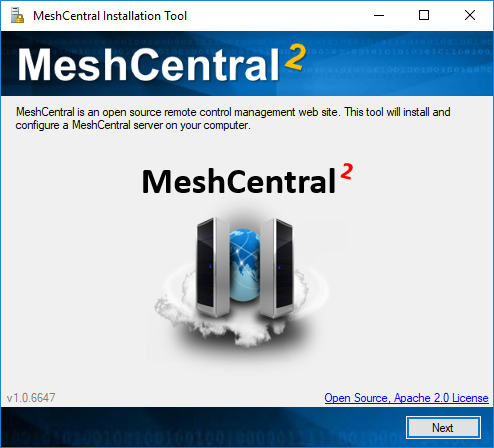 MeshCentral Installation Tool
MeshCentral 2
MeshCentral is an open source remote control management web site. This tool will install and
configure a MeshCentral server on your computer.
MeshCentral 2
v1.0.6647
Open Source, Apache 2.0 License
Next